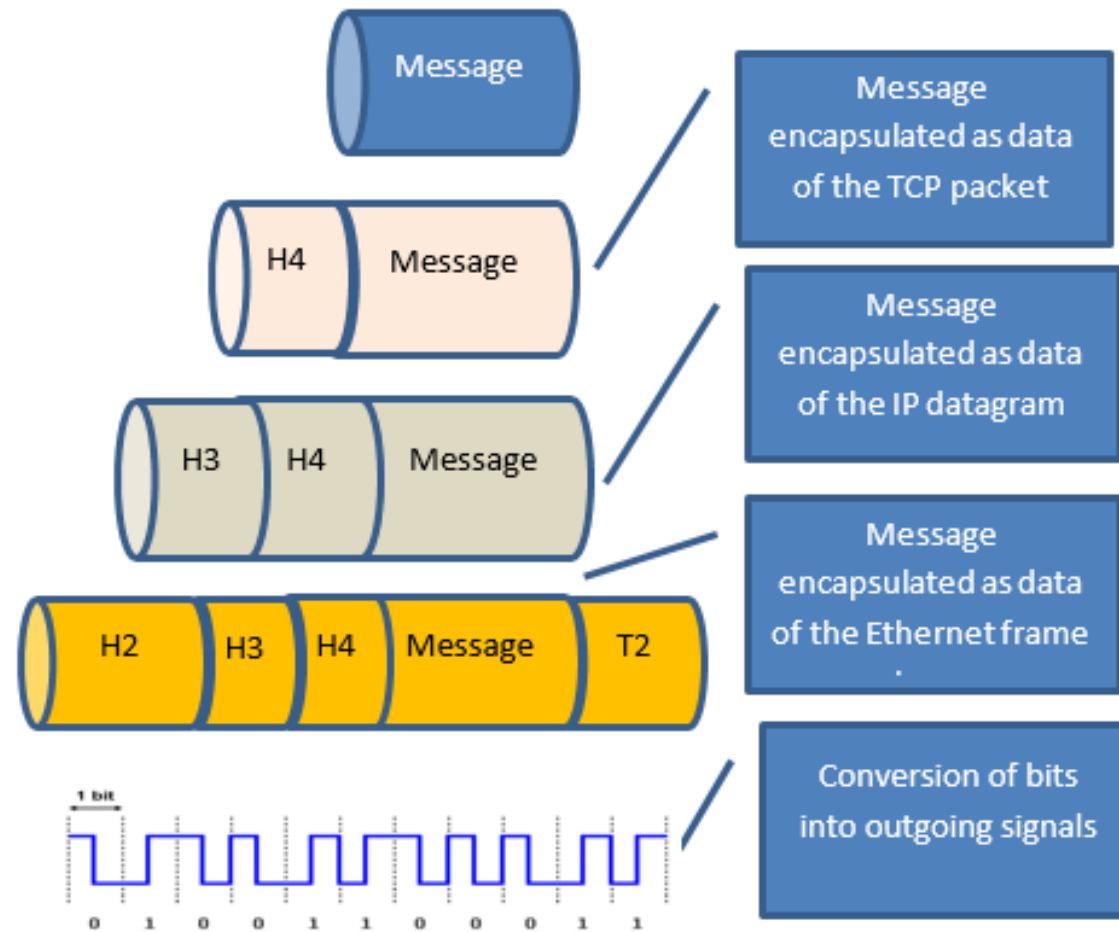 Message
Message
encapsulated as data
of the TCP packet
H4 Message
Message
encapsulated as data
of the IP datagram
H3 H4 Message
Message
encapsulated as data
of the Ethernet frame
.
H2 H3 H4 Message T2
Conversion of bits
into outgoing signals
1 bit
0 1 0 0 1 1 0 0 0 1 1